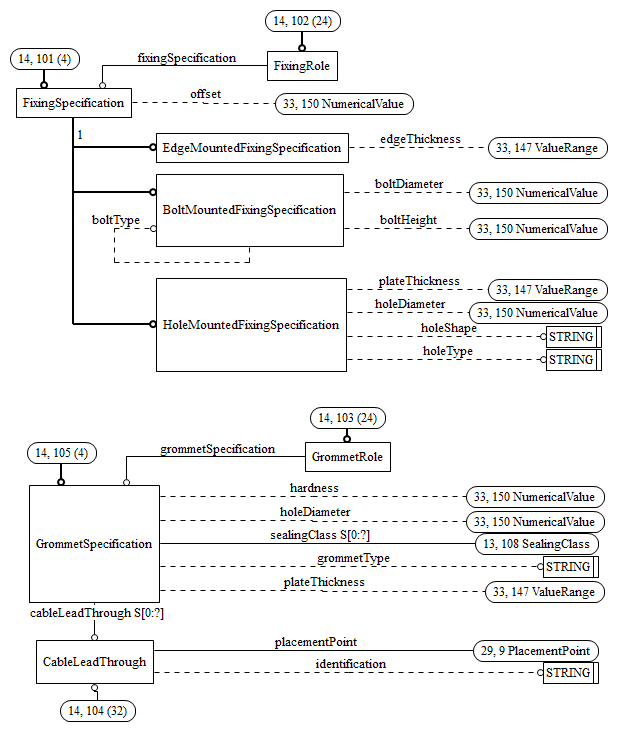 14, 102 (24)
14, 101 (4)
fixingSpecification
FixingRole
FixingSpecification
offset
33, 150 NumericalValue
1
EdgeMountedFixingSpecification
edgeThickness
33, 147 ValueRange
BoltMountedFixingSpecification
boltDiameter
33, 150 NumericalValue
boltType
boltHeight
33, 150 NumericalValue
HoleMountedFixingSpecification
plateThickness
33, 147 ValueRange
holeDiameter
33, 150 NumericalValue
holeShape
STRING
holeType
STRING
14, 103 (24)
14, 105 (4)
grommetSpecification
GrommetRole
GrommetSpecification
hardness
33, 150 NumericalValue
holeDiameter
33, 150 NumericalValue
sealingClass S[0:?]
13, 108 SealingClass
grommetType
STRING
plateThickness
33, 147 ValueRange
cableLeadThrough S[0:?]
CableLeadThrough
placementPoint
29, 9 PlacementPoint
identification
STRING
14, 104 (32)